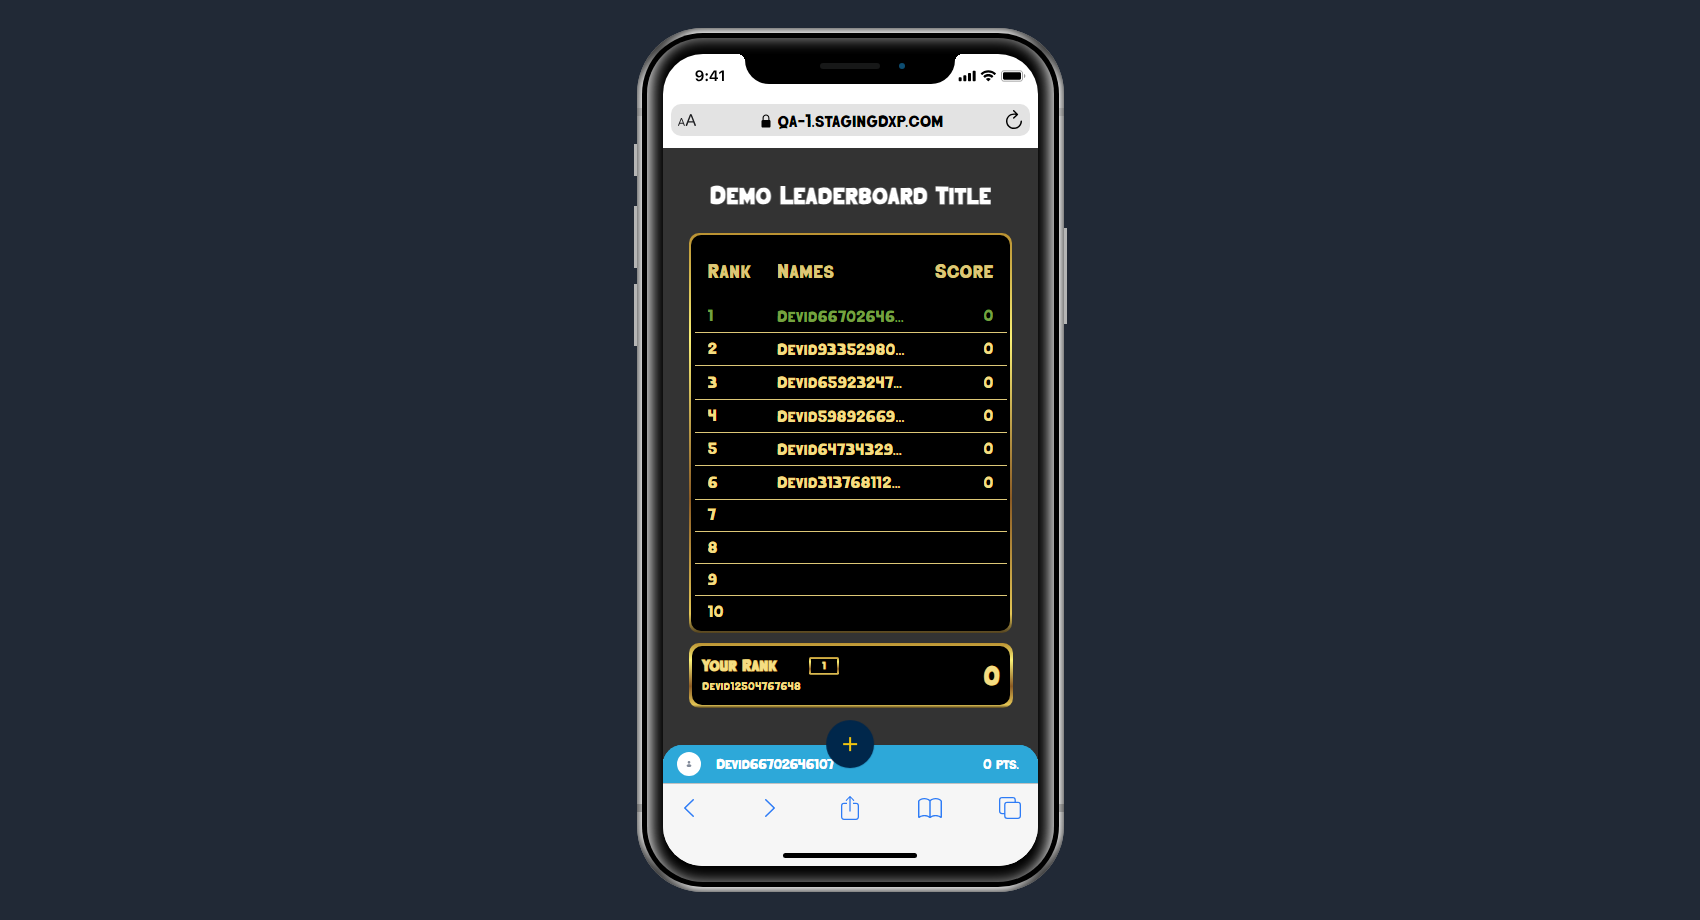 9:41
AA QA-1.STAGINGDXP.COM
Demo Leaderboard Title
Rank Names Score
1 Devid66702646... 0
2 Devid93352980... 0
3 Devid65923247... 0
4 Devid59892669... 0
5 Devid64734329... 0
6 Devid313768112... 0
7
8
9
10
Your Rank 1 0
Devid12504767648
Devid66702646107 0 pts.